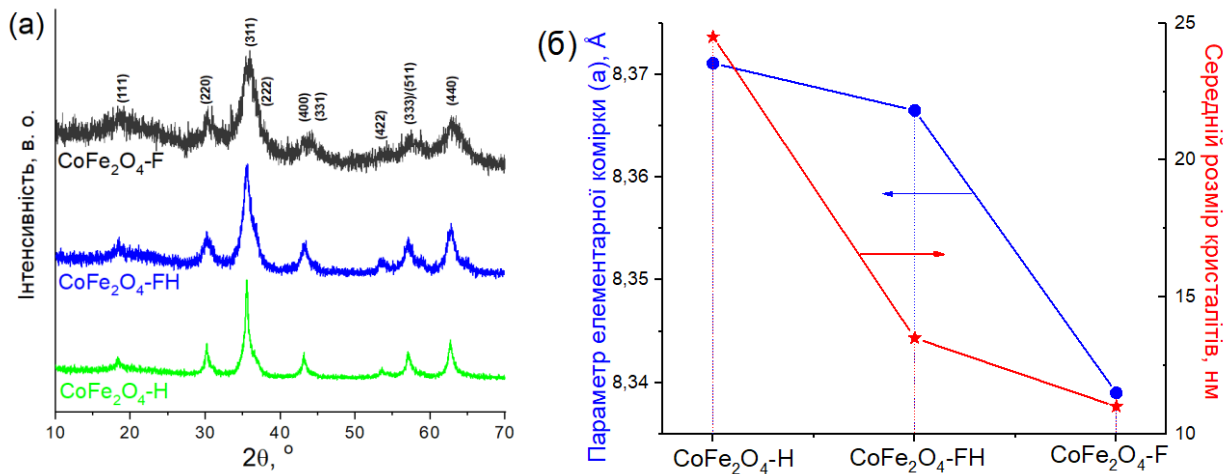 (а)
Інтенсивність, в. о.
(111)
(220)
(311)
(222)
(400)
(331)
(422)
(333)/(511)
(440)
CoFe₂O₄-F
CoFe₂O₄-FH
CoFe₂O₄-H
10 20 30 40 50 60 70
2θ, °
(б)
Параметр елементарної комірки (а), Å
8,37
8,36
8,35
8,34
CoFe₂O₄-H CoFe₂O₄-FH CoFe₂O₄-F
25
20
15
10
Середній розмір кристалітів, нм